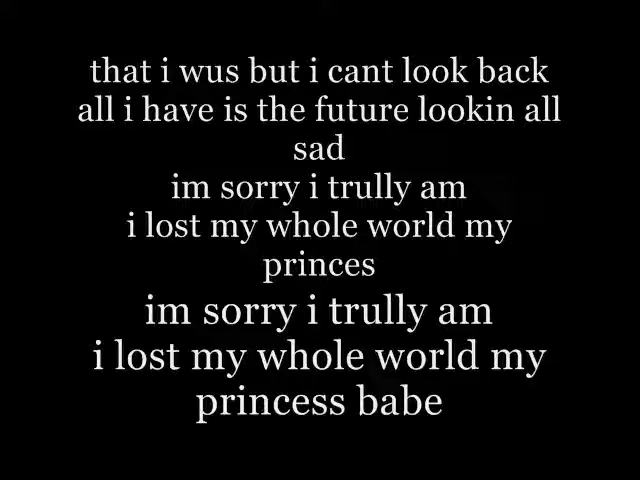 that i wus but i cant look back
all i have is the future lookin all
sad
im sorry i trully am
i lost my whole world my
princes
im sorry i trully am
i lost my whole world my
princess babe